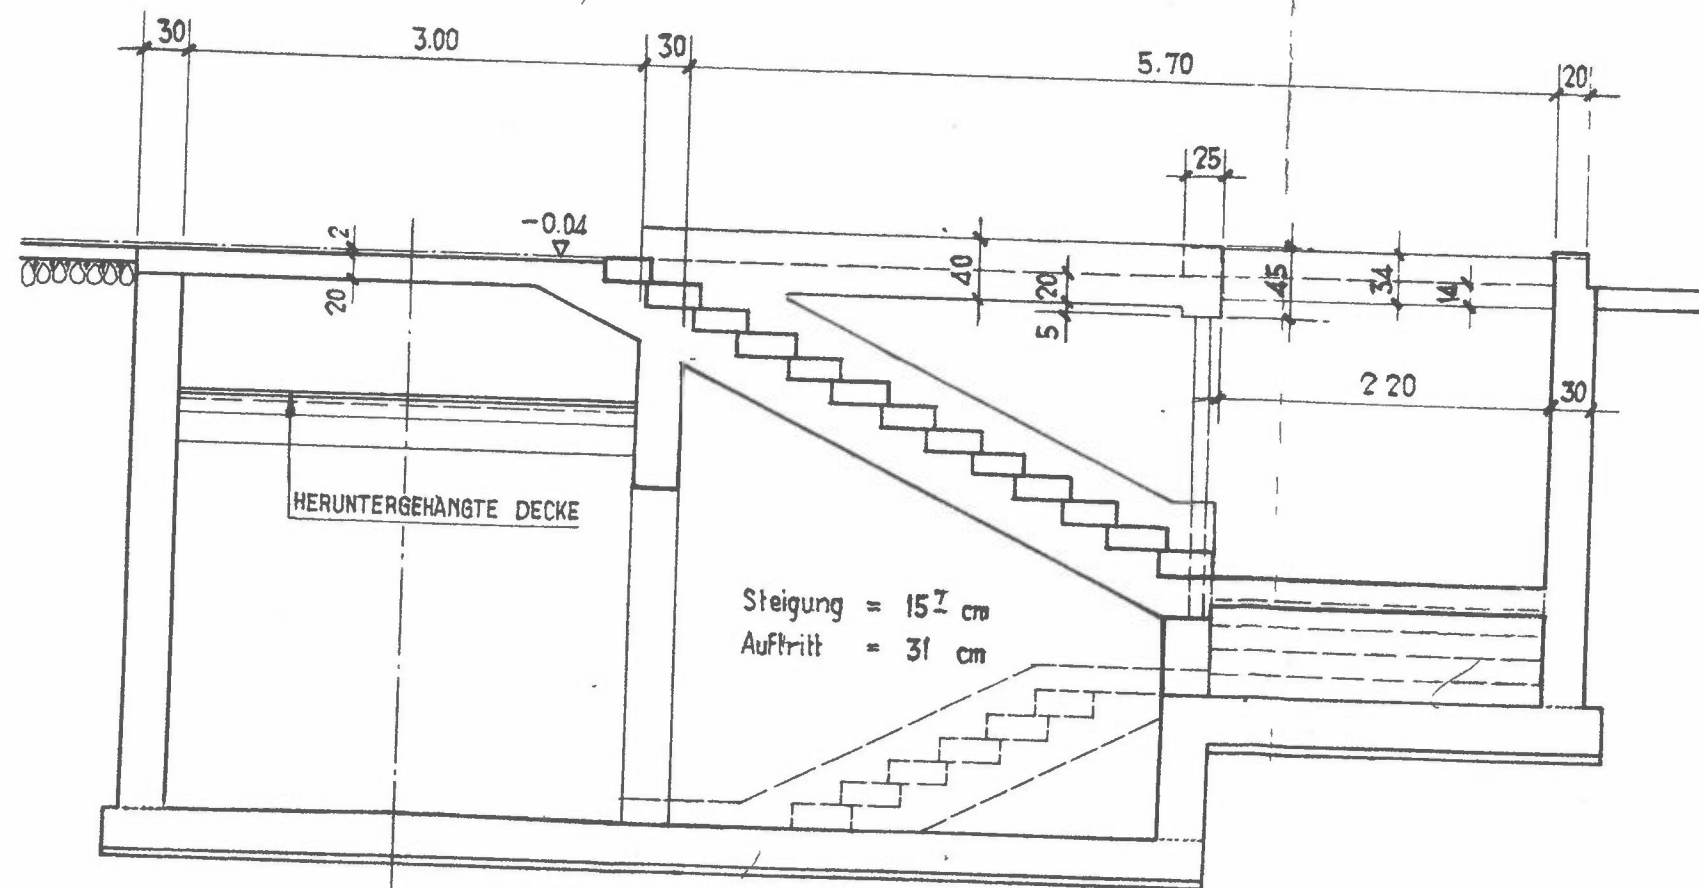 30 3.00 30 5.70 20
25
-0.04
2
20
40
20
5
45
34
14
2 20 30
HERUNTERGEHÄNGTE DECKE
Steigung = 15⁷ cm
Auftritt = 31 cm